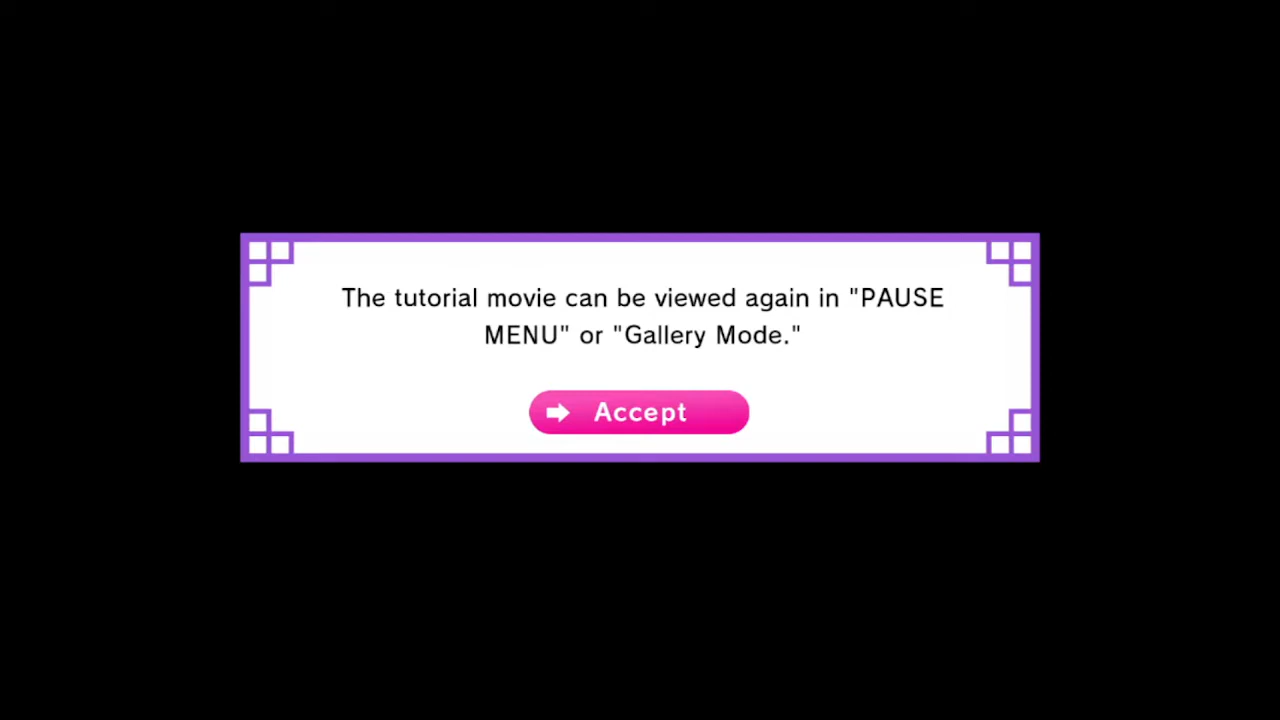 The tutorial movie can be viewed again in "PAUSE
MENU" or "Gallery Mode."
Accept